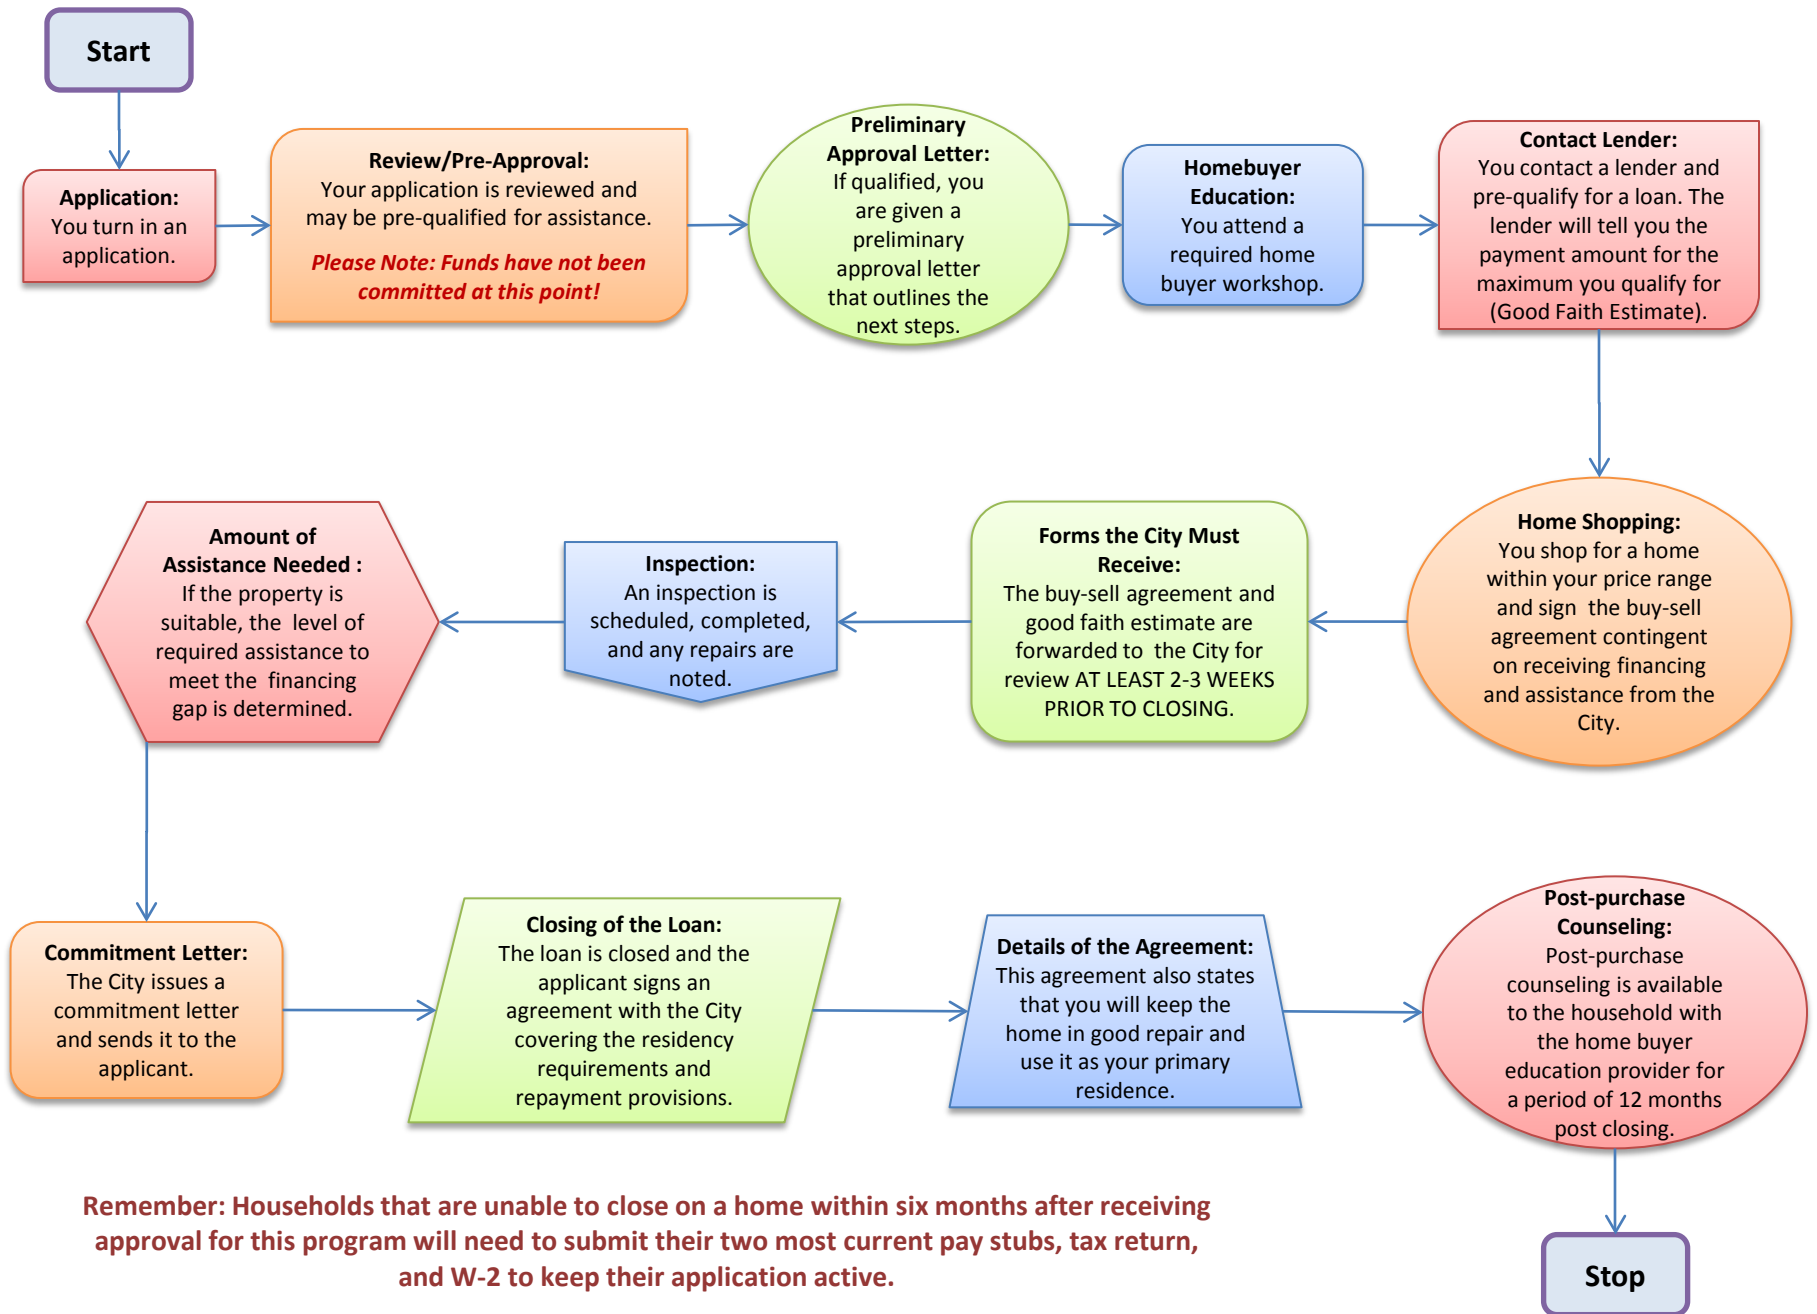 Start
Application:
You turn in an
application.
Review/Pre-Approval:
Your application is reviewed and
may be pre-qualified for assistance.
Please Note: Funds have not been
committed at this point!
Preliminary
Approval Letter:
If qualified, you
are given a
preliminary
approval letter
that outlines the
next steps.
Homebuyer
Education:
You attend a
required home
buyer workshop.
Contact Lender:
You contact a lender and
pre-qualify for a loan. The
lender will tell you the
payment amount for the
maximum you qualify for
(Good Faith Estimate).
Home Shopping:
You shop for a home
within your price range
and sign the buy-sell
agreement contingent
on receiving financing
and assistance from the
City.
Forms the City Must
Receive:
The buy-sell agreement and
good faith estimate are
forwarded to the City for
review AT LEAST 2-3 WEEKS
PRIOR TO CLOSING.
Inspection:
An inspection is
scheduled, completed,
and any repairs are
noted.
Amount of
Assistance Needed :
If the property is
suitable, the level of
required assistance to
meet the financing
gap is determined.
Commitment Letter:
The City issues a
commitment letter
and sends it to the
applicant.
Closing of the Loan:
The loan is closed and the
applicant signs an
agreement with the City
covering the residency
requirements and
repayment provisions.
Details of the Agreement:
This agreement also states
that you will keep the
home in good repair and
use it as your primary
residence.
Post-purchase
Counseling:
Post-purchase
counseling is available
to the household with
the home buyer
education provider for
a period of 12 months
post closing.
Stop
Remember: Households that are unable to close on a home within six months after receiving
approval for this program will need to submit their two most current pay stubs, tax return,
and W-2 to keep their application active.